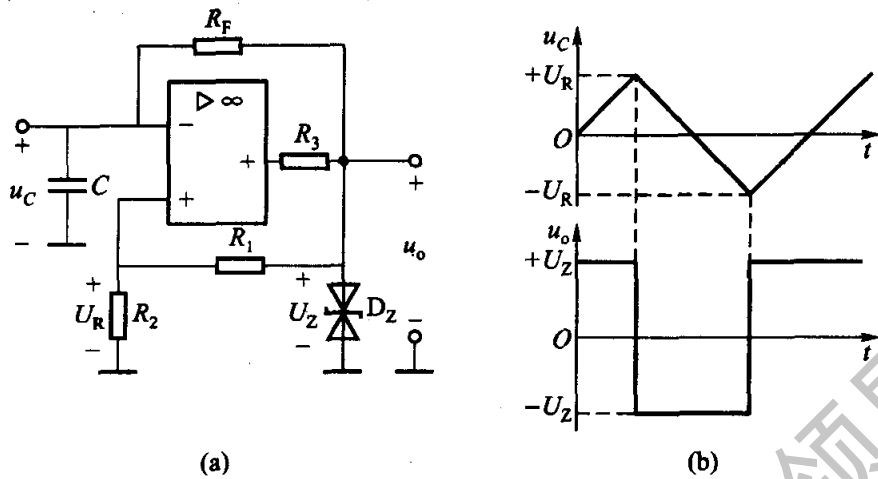 R_F
▷ ∞
−
+
+
R_3
+
u_C
C
−
+
R_1
+
u_o
−
+
U_R
R_2
−
+
U_Z
D_Z
−
(a)
u_C
+U_R
O
t
−U_R
u_o
+U_Z
O
t
−U_Z
(b)